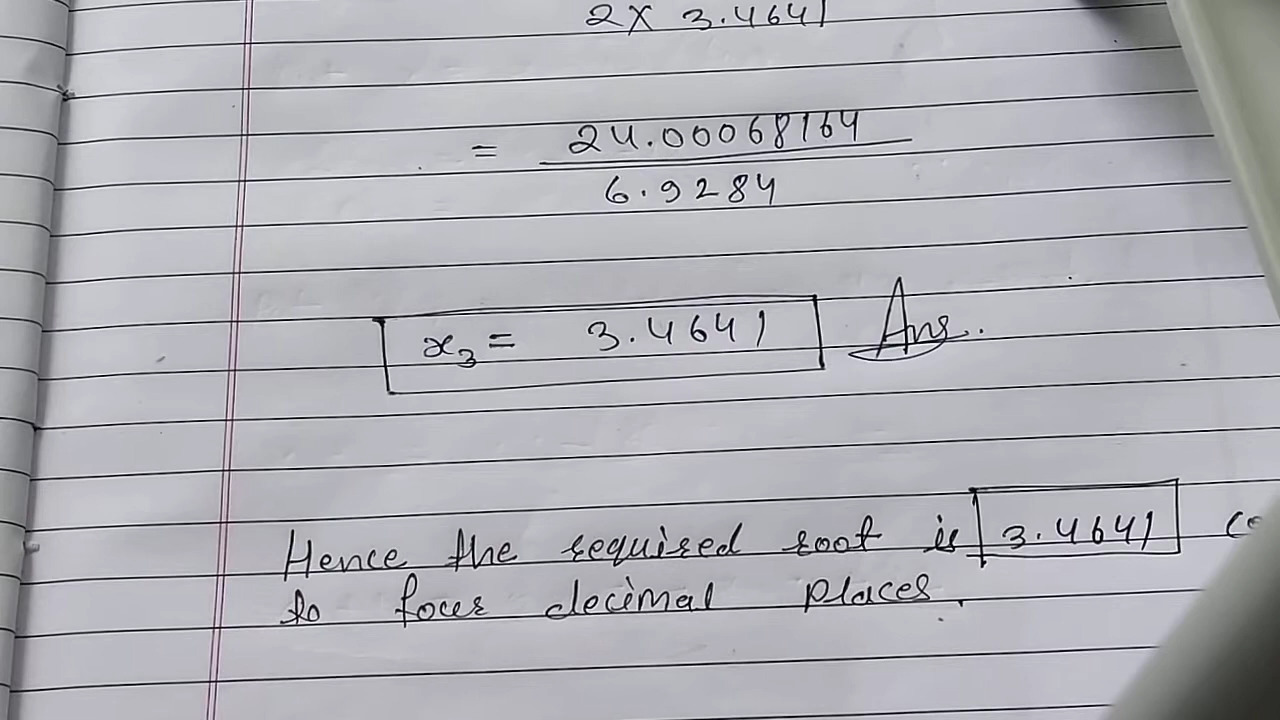 2 × 3.4641
= 24.00068164
6.9284
x₃ = 3.4641 Ans.
Hence the required root is 3.4641
to four decimal places.